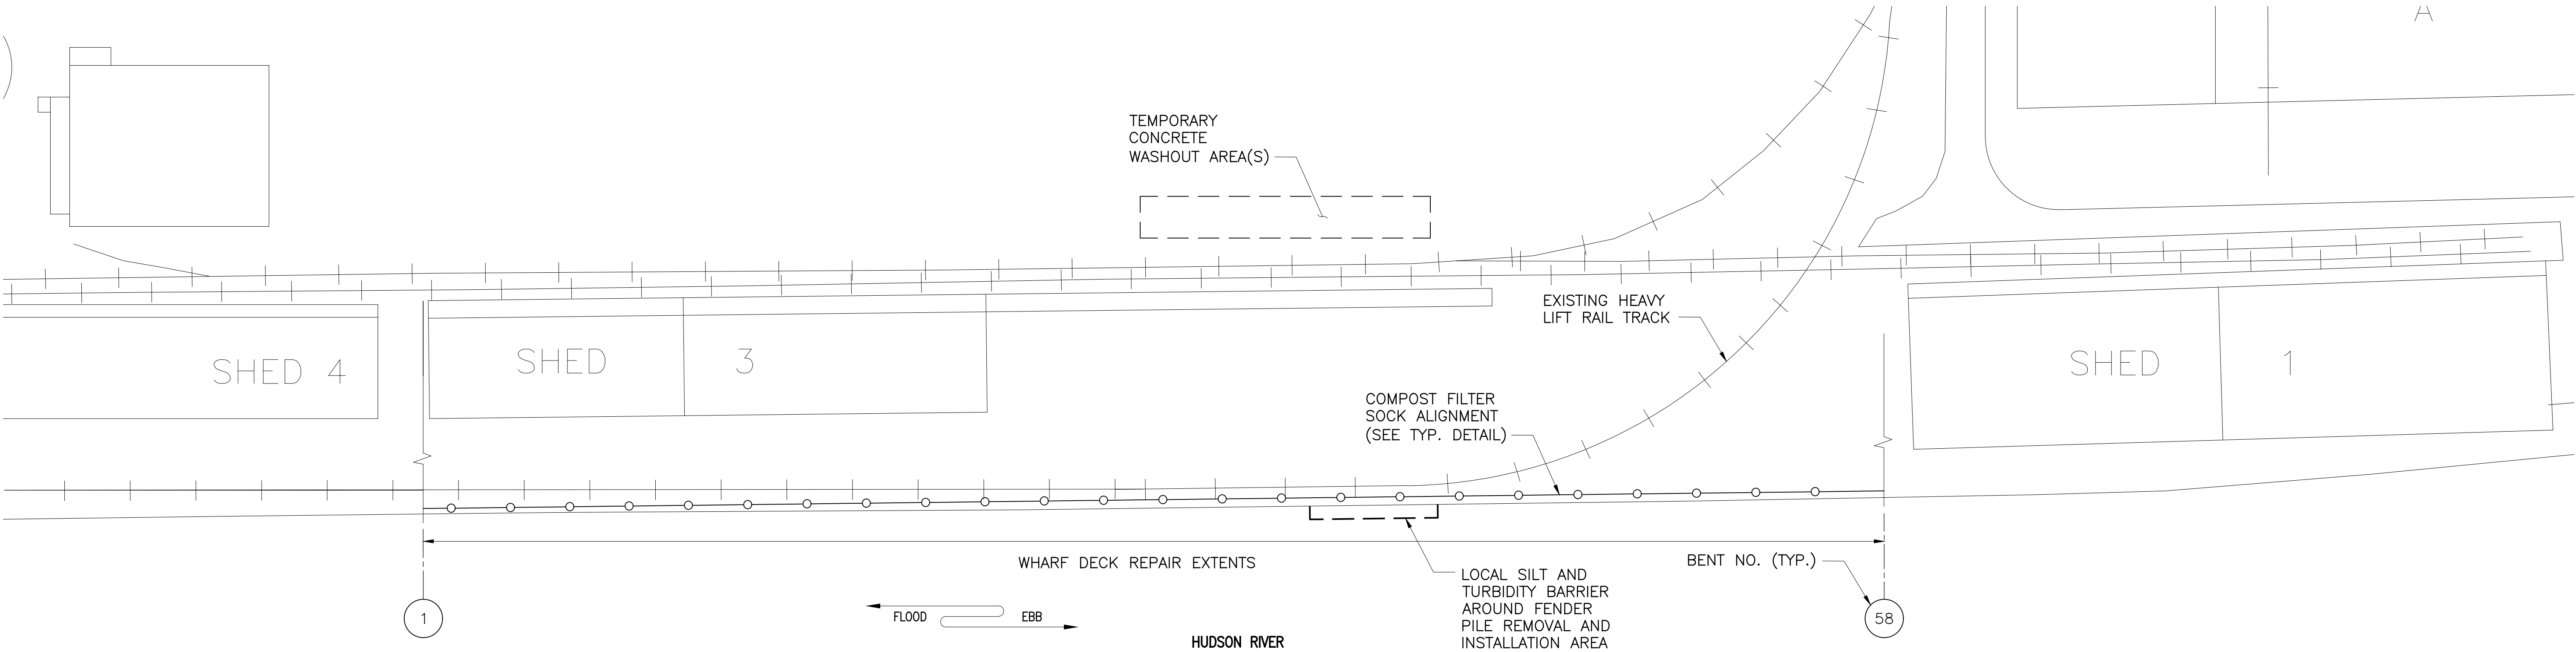 A
TEMPORARY
CONCRETE
WASHOUT AREA(S)
EXISTING HEAVY
LIFT RAIL TRACK
SHED 4
SHED 3
SHED 1
COMPOST FILTER
SOCK ALIGNMENT
(SEE TYP. DETAIL)
WHARF DECK REPAIR EXTENTS
BENT NO. (TYP.)
LOCAL SILT AND
TURBIDITY BARRIER
AROUND FENDER
PILE REMOVAL AND
INSTALLATION AREA
1
FLOOD EBB
58
HUDSON RIVER